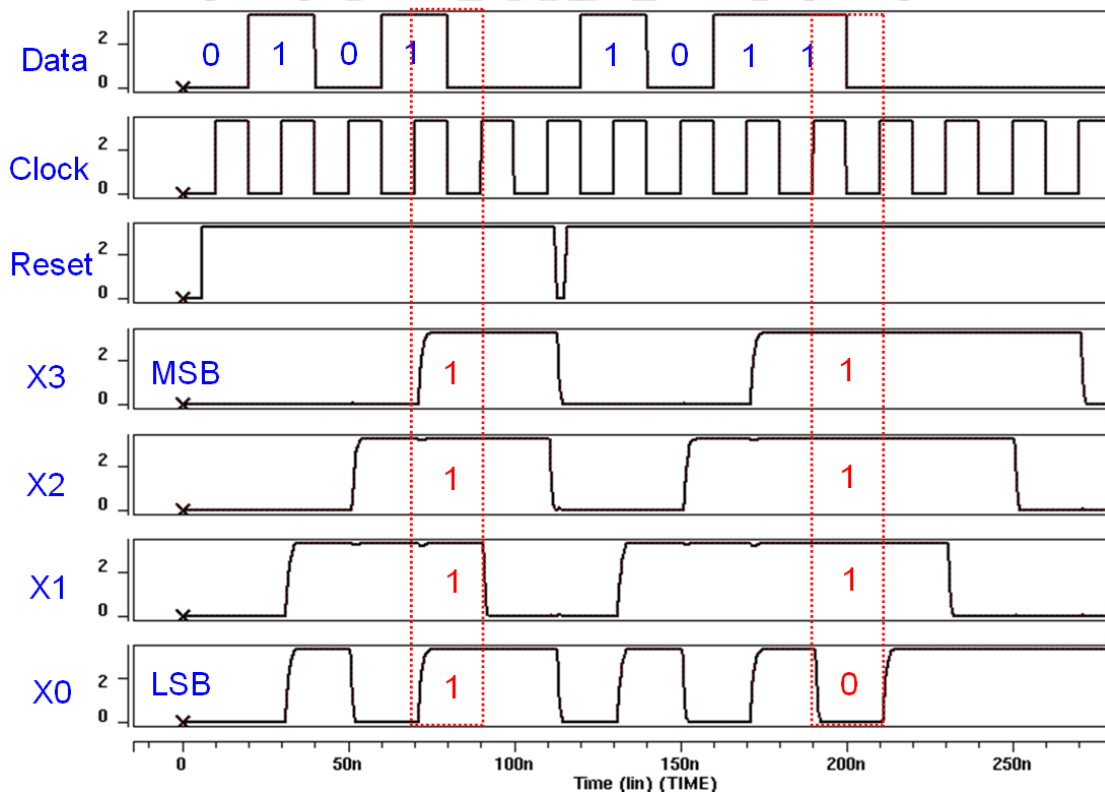 Data 2 0 0 1 0 1 1 0 1 1
Clock 2 0
Reset 2 0
X3 2 0 MSB 1 1
X2 2 0 1 1
X1 2 0 1 1
X0 2 0 LSB 1 0
0 50n 100n 150n 200n 250n
Time (lin) (TIME)